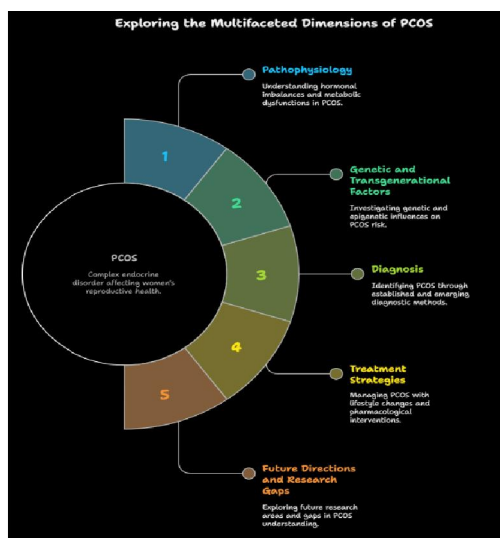 Exploring the Multifaceted Dimensions of PCOS
Pathophysiology
Understanding hormonal
imbalances and metabolic
dysfunctions in PCOS.
1
Genetic and
Transgenerational
Factors
Investigating genetic and
epigenetic influences on
PCOS risk.
2
PCOS
Complex endocrine
disorder affecting women's
reproductive health.
3
Diagnosis
Identifying PCOS through
established and emerging
diagnostic methods.
4
Treatment
Strategies
Managing PCOS with
lifestyle changes and
pharmacological
interventions.
5
Future Directions
and Research
Gaps
Exploring future research
areas and gaps in PCOS
understanding.